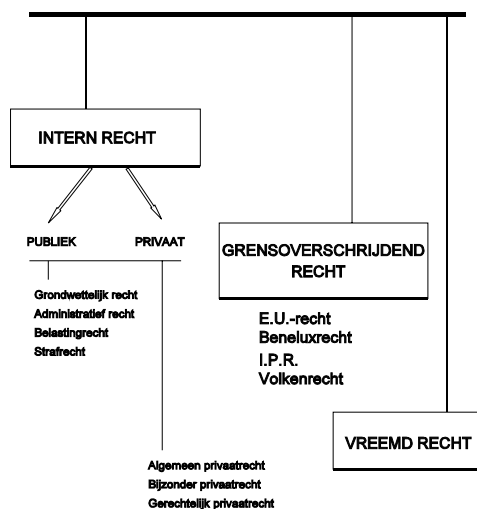 INTERN RECHT
PUBLIEK
PRIVAAT
Grondwettelijk recht
Administratief recht
Belastingrecht
Strafrecht
Algemeen privaatrecht
Bijzonder privaatrecht
Gerechtelijk privaatrecht
GRENSOVERSCHRIJDEND
RECHT
E.U.-recht
Beneluxrecht
I.P.R.
Volkenrecht
VREEMD RECHT